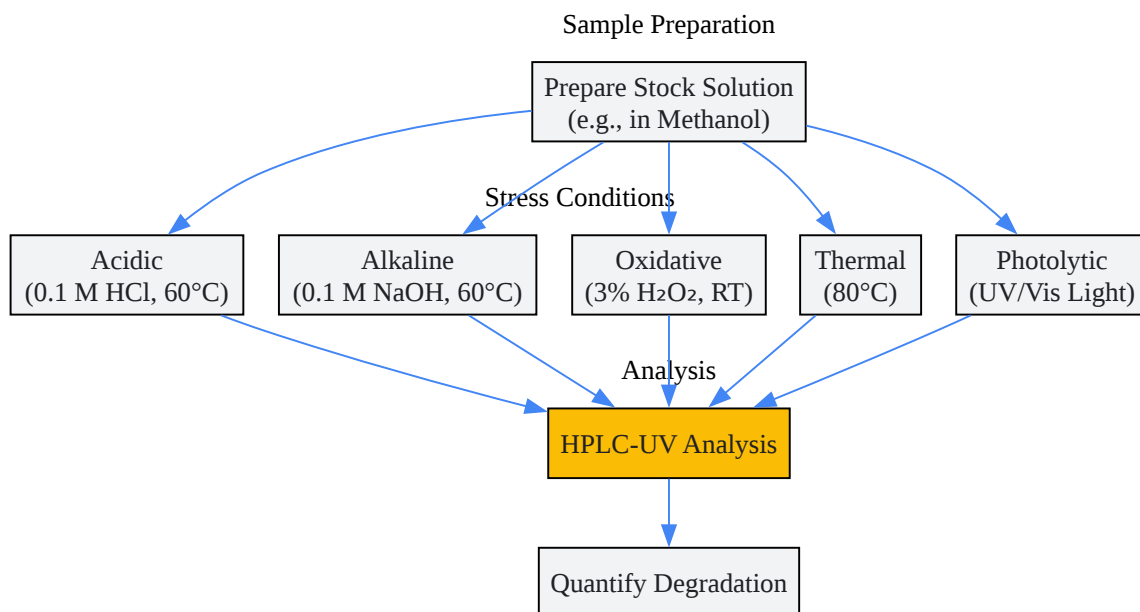 Sample Preparation
Prepare Stock Solution
(e.g., in Methanol)
Stress Conditions
Acidic
(0.1 M HCl, 60°C)
Alkaline
(0.1 M NaOH, 60°C)
Oxidative
(3% H₂O₂, RT)
Thermal
(80°C)
Photolytic
(UV/Vis Light)
Analysis
HPLC-UV Analysis
Quantify Degradation